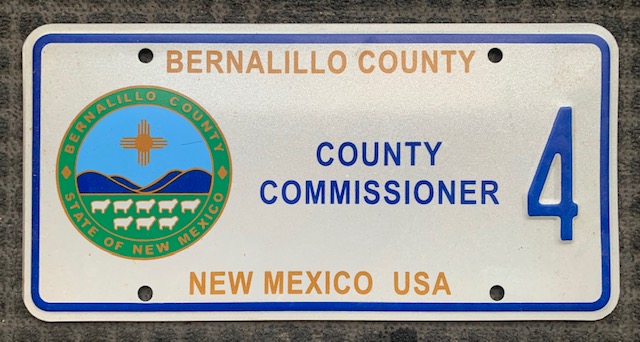 BERNALILLO COUNTY
BERNALILLO COUNTY
STATE OF NEW MEXICO
COUNTY
COMMISSIONER
4
NEW MEXICO USA